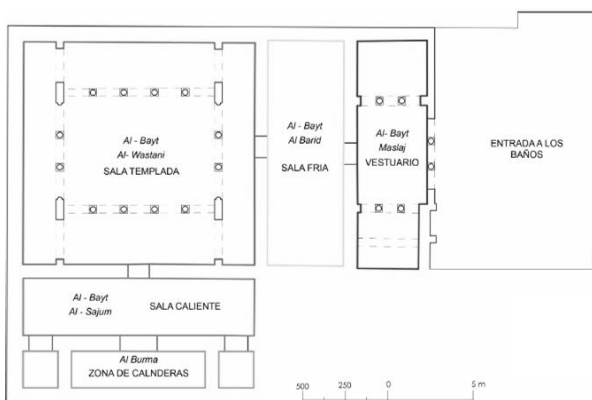 Al - Bayt
Al- Wastani
SALA TEMPLADA
Al - Bayt
Al Barid
SALA FRIA
Al- Bayt
Maslaj
VESTUARIO
ENTRADA A LOS
BAÑOS
Al - Bayt
Al - Sajum
SALA CALIENTE
Al Burma
ZONA DE CALNDERAS
500
250
0
5 m